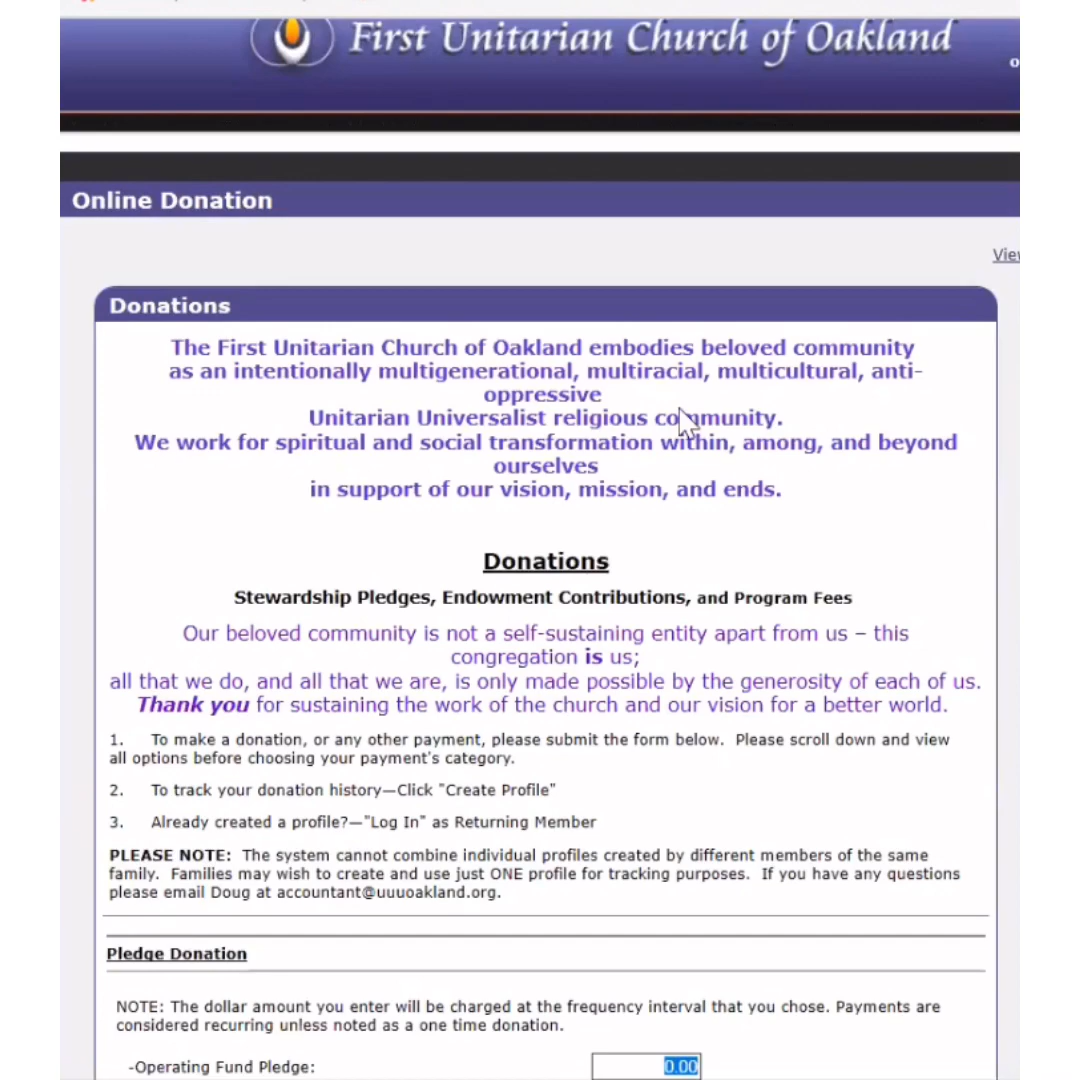 First Unitarian Church of Oakland
Online Donation
Donations
The First Unitarian Church of Oakland embodies beloved community
as an intentionally multigenerational, multiracial, multicultural, anti-
oppressive
Unitarian Universalist religious community.
We work for spiritual and social transformation within, among, and beyond
ourselves
in support of our vision, mission, and ends.
Donations
Stewardship Pledges, Endowment Contributions, and Program Fees
Our beloved community is not a self-sustaining entity apart from us – this
congregation is us;
all that we do, and all that we are, is only made possible by the generosity of each of us.
Thank you for sustaining the work of the church and our vision for a better world.
1. To make a donation, or any other payment, please submit the form below. Please scroll down and view
all options before choosing your payment's category.
2. To track your donation history—Click "Create Profile"
3. Already created a profile?—"Log In" as Returning Member
PLEASE NOTE: The system cannot combine individual profiles created by different members of the same
family. Families may wish to create and use just ONE profile for tracking purposes. If you have any questions
please email Doug at accountant@uuuoakland.org.
Pledge Donation
NOTE: The dollar amount you enter will be charged at the frequency interval that you chose. Payments are
considered recurring unless noted as a one time donation.
-Operating Fund Pledge: 0.00